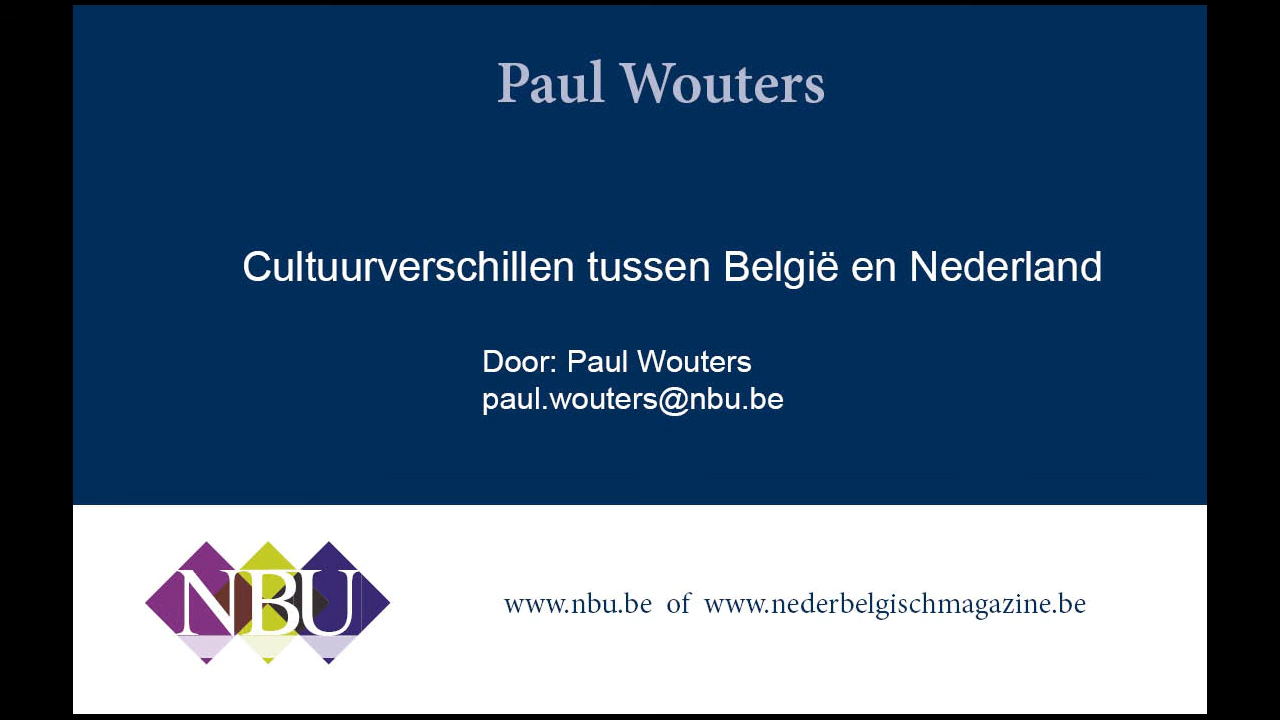 Paul Wouters
Cultuurverschillen tussen België en Nederland
Door: Paul Wouters
paul.wouters@nbu.be
NBU
www.nbu.be of www.nederbelgischmagazine.be